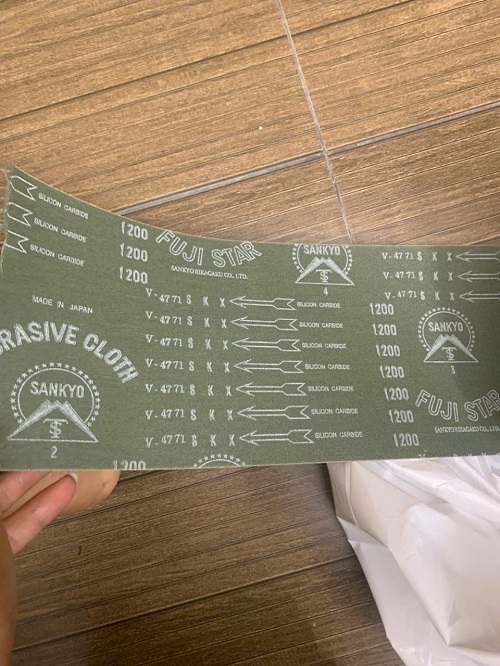 SILICON CARBIDE
SILICON CARBIDE
SILICON CARBIDE
1200
1200
1200
FUJI STAR
SANKYO RIKAGAKU CO., LTD.
SANKYO
4
V-4771 S K X
V-4771 S K X
V-4771 S K X
MADE IN JAPAN
BRASIVE CLOTH
SANKYO
2
V-4771 S K X SILICON CARBIDE
V-4771 S K X SILICON CARBIDE
V-4771 S K X SILICON CARBIDE
V-4771 S K X SILICON CARBIDE
V-4771 S K X SILICON CARBIDE
V-4771 S K X SILICON CARBIDE
V-4771 S K X SILICON CARBIDE
1200
1200
1200
1200
1200
1200
1200
SANKYO
3
FUJI STAR
SANKYO RIKAGAKU CO., LTD.
1200